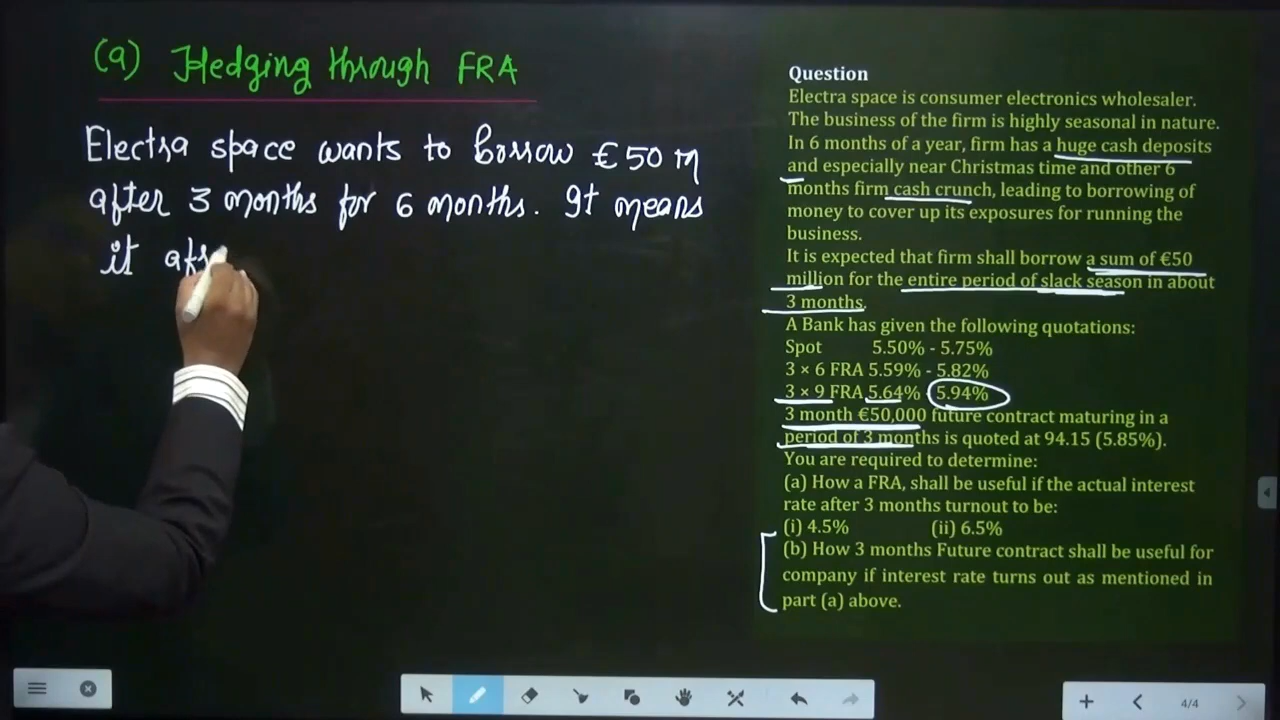 (a) Hedging through FRA
Electra space wants to borrow € 50 M
after 3 months for 6 months. It means
it
Question
Electra space is consumer electronics wholesaler.
The business of the firm is highly seasonal in nature.
In 6 months of a year, firm has a huge cash deposits
and especially near Christmas time and other 6
months firm cash crunch, leading to borrowing of
money to cover up its exposures for running the
business.
It is expected that firm shall borrow a sum of €50
million for the entire period of slack season in about
3 months.
A Bank has given the following quotations:
Spot 5.50% - 5.75%
3 × 6 FRA 5.59% - 5.82%
3 × 9 FRA 5.64% 5.94%
3 month €50,000 future contract maturing in a
period of 3 months is quoted at 94.15 (5.85%).
You are required to determine:
(a) How a FRA, shall be useful if the actual interest
rate after 3 months turnout to be:
(i) 4.5% (ii) 6.5%
(b) How 3 months Future contract shall be useful for
company if interest rate turns out as mentioned in
part (a) above.
4/4